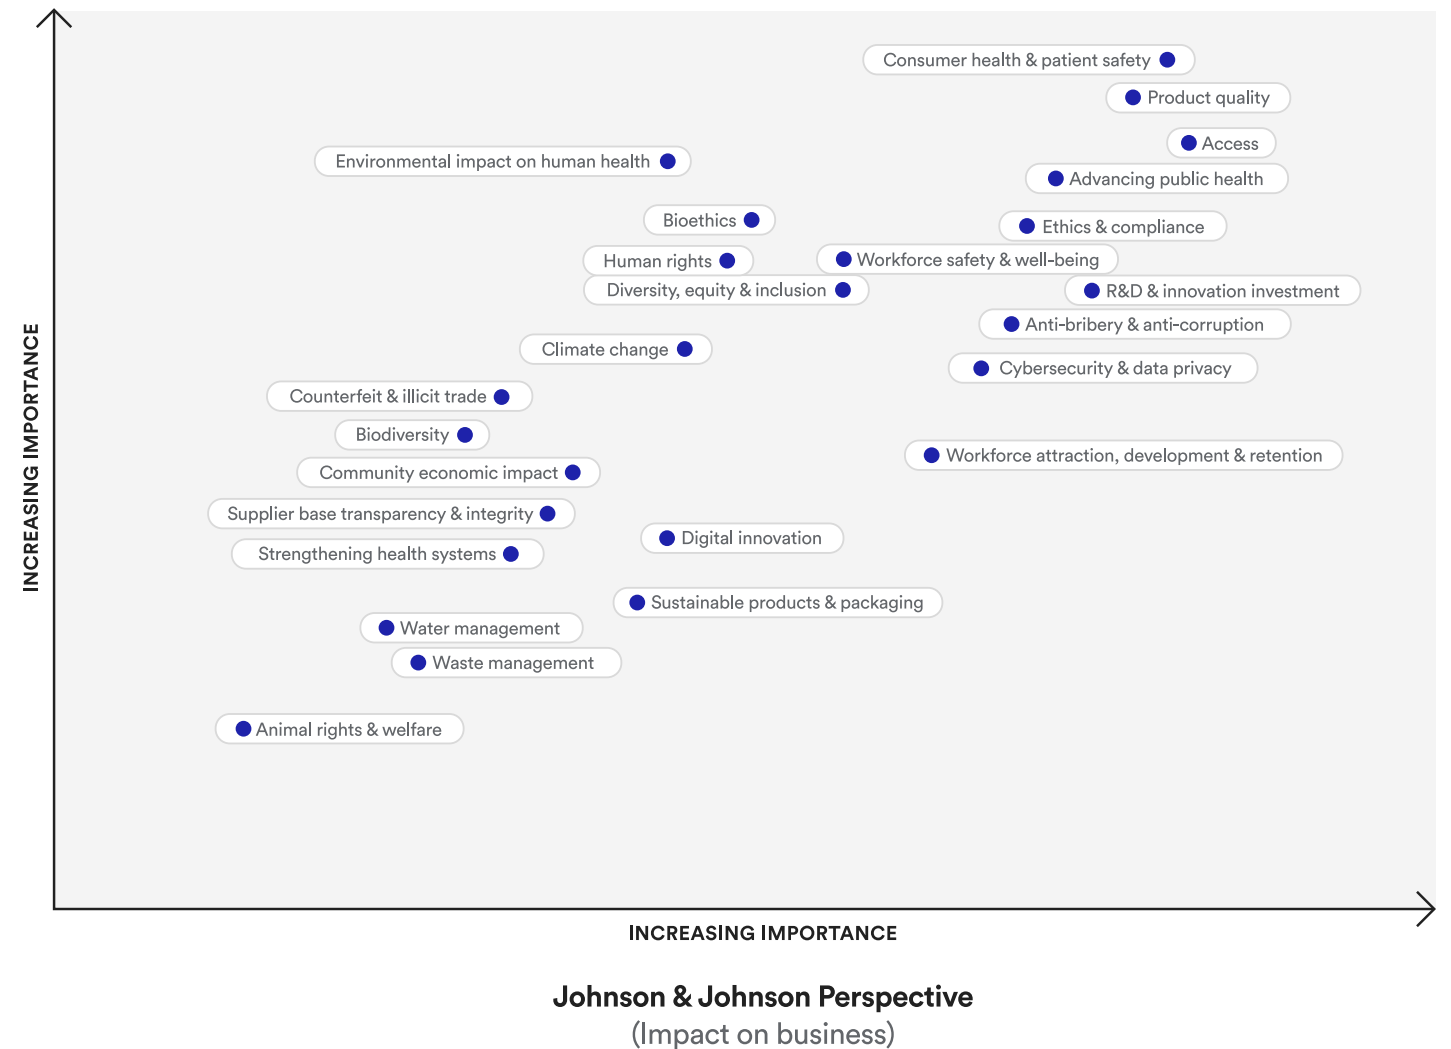 Consumer health & patient safety
Product quality
Access
Environmental impact on human health
Advancing public health
Bioethics
Ethics & compliance
Human rights
Workforce safety & well-being
Diversity, equity & inclusion
R&D & innovation investment
Anti-bribery & anti-corruption
Climate change
Cybersecurity & data privacy
Counterfeit & illicit trade
Biodiversity
Workforce attraction, development & retention
Community economic impact
Supplier base transparency & integrity
Digital innovation
Strengthening health systems
Sustainable products & packaging
Water management
Waste management
Animal rights & welfare
INCREASING IMPORTANCE
INCREASING IMPORTANCE
Johnson & Johnson Perspective
(Impact on business)